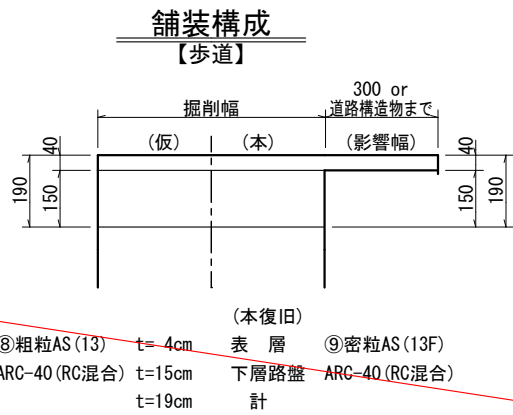 舗装構成
【歩道】
300 or
掘削幅 道路構造物まで
(仮) (本) (影響幅)
40 40
190 150 150 190
(本復旧)
⑧粗粒AS(13) t= 4cm 表 層 ⑨密粒AS(13F)
ARC-40(RC混合) t=15cm 下層路盤 ARC-40(RC混合)
t=19cm 計